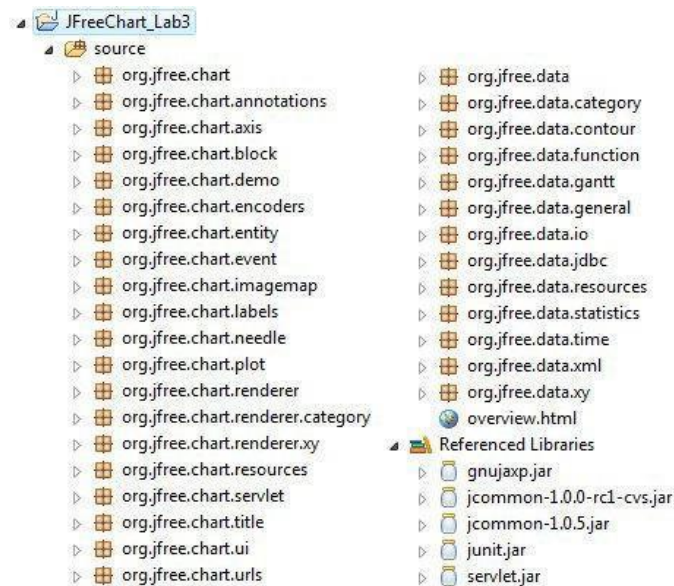 JFreeChart_Lab3
source
org.jfree.chart
org.jfree.chart.annotations
org.jfree.chart.axis
org.jfree.chart.block
org.jfree.chart.demo
org.jfree.chart.encoders
org.jfree.chart.entity
org.jfree.chart.event
org.jfree.chart.imagemap
org.jfree.chart.labels
org.jfree.chart.needle
org.jfree.chart.plot
org.jfree.chart.renderer
org.jfree.chart.renderer.category
org.jfree.chart.renderer.xy
org.jfree.chart.resources
org.jfree.chart.servlet
org.jfree.chart.title
org.jfree.chart.ui
org.jfree.chart.urls
org.jfree.data
org.jfree.data.category
org.jfree.data.contour
org.jfree.data.function
org.jfree.data.gantt
org.jfree.data.general
org.jfree.data.io
org.jfree.data.jdbc
org.jfree.data.resources
org.jfree.data.statistics
org.jfree.data.time
org.jfree.data.xml
org.jfree.data.xy
overview.html
Referenced Libraries
gnujaxp.jar
jcommon-1.0.0-rc1-cvs.jar
jcommon-1.0.5.jar
junit.jar
servlet.jar